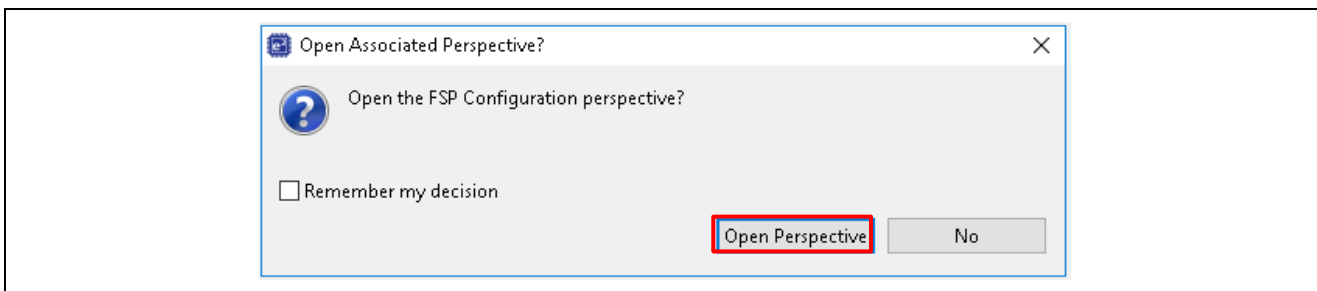 Open Associated Perspective?
Open the FSP Configuration perspective?
Remember my decision
Open Perspective
No